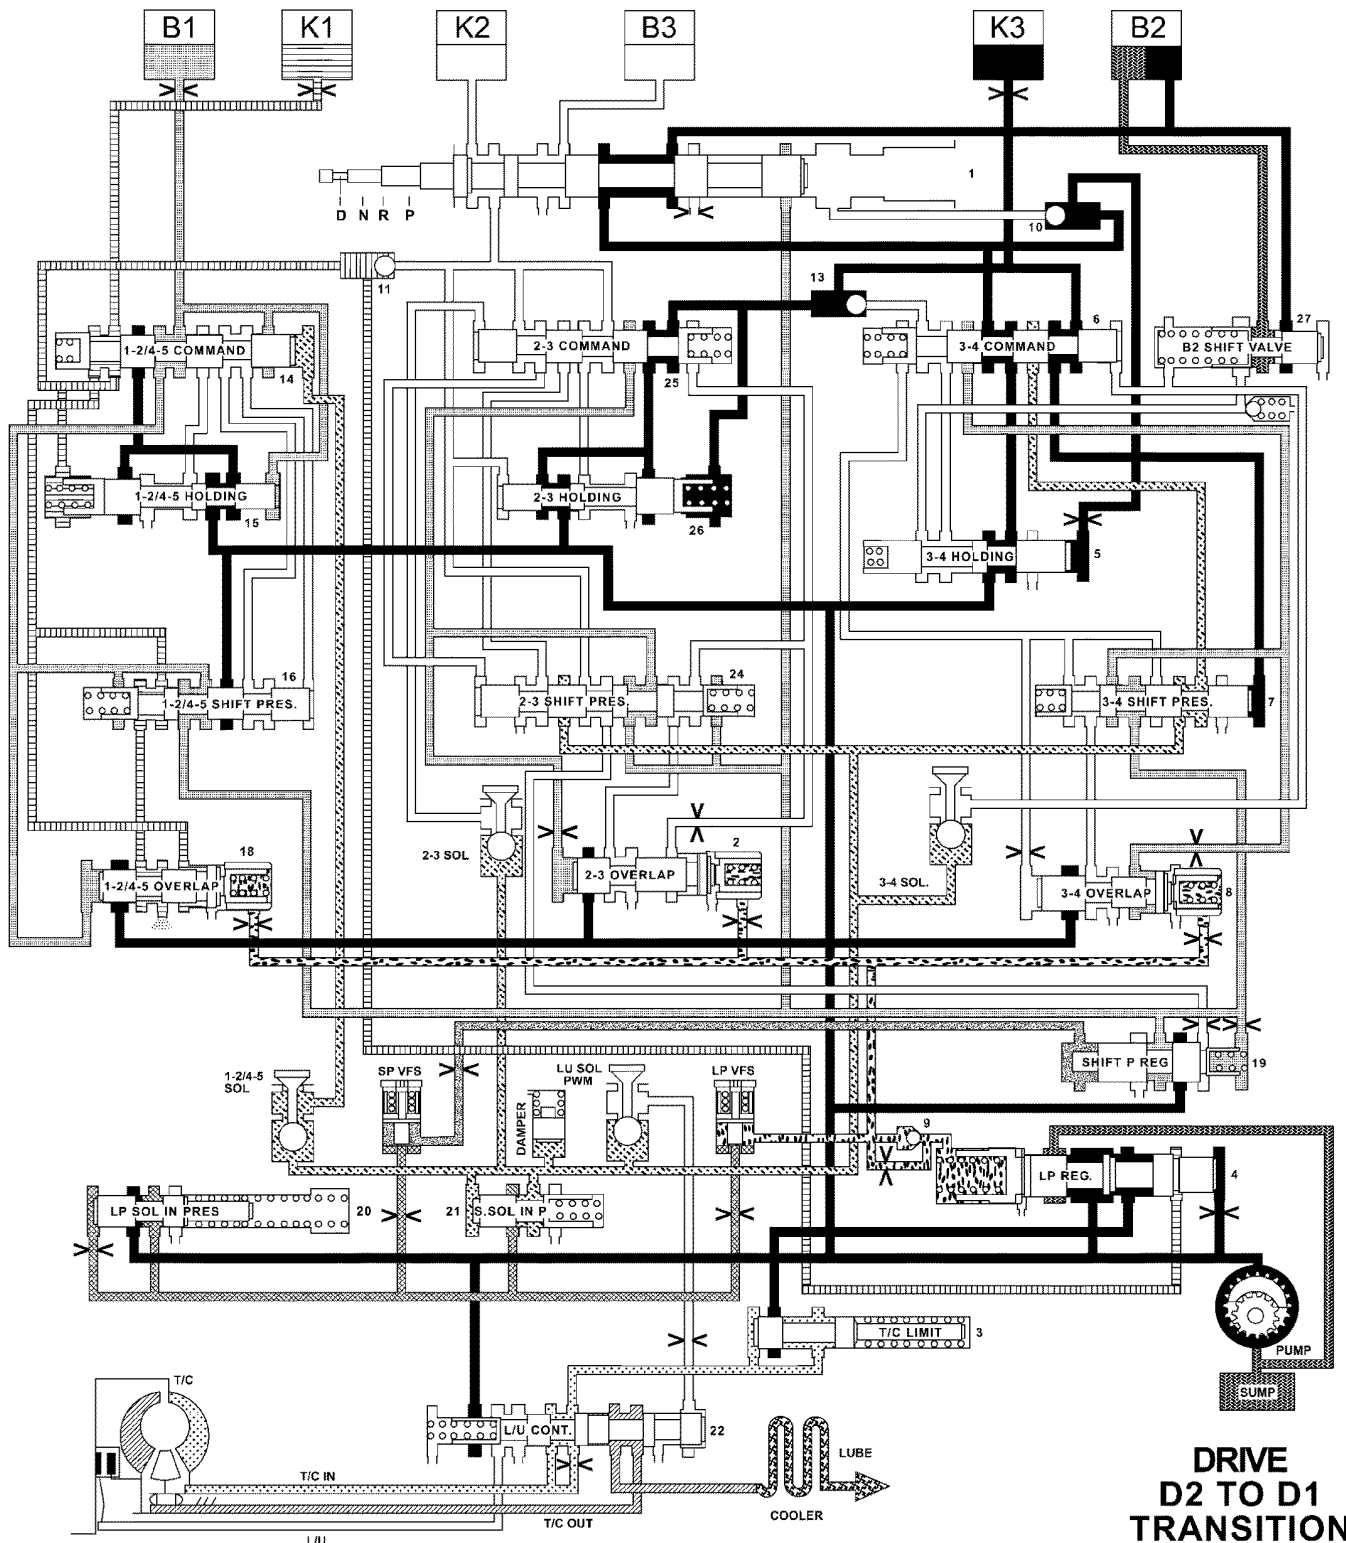 B1 K1 K2 B3 K3 B2
1
D N R P
10
11
13
6
27
1-2/4-5 COMMAND
2-3 COMMAND
3-4 COMMAND
B2 SHIFT VALVE
14
25
1-2/4-5 HOLDING
2-3 HOLDING
15
26
3-4 HOLDING
5
16
24
1-2/4-5 SHIFT PRES.
2-3 SHIFT PRES.
3-4 SHIFT PRES.
7
2-3 SOL
18
2
3-4 SOL.
1-2/4-5 OVERLAP
2-3 OVERLAP
3-4 OVERLAP
8
SHIFT P REG
19
1-2/4-5
SOL
SP VFS
LU SOL
PWM
LP VFS
DAMPER
9
LP REG.
4
LP SOL IN PRES
20
21
S.SOL IN P
T/C LIMIT
3
PUMP
SUMP
T/C
L/U CONT.
22
LUBE
T/C IN
COOLER
T/C OUT
L/U
DRIVE
D2 TO D1
TRANSITION